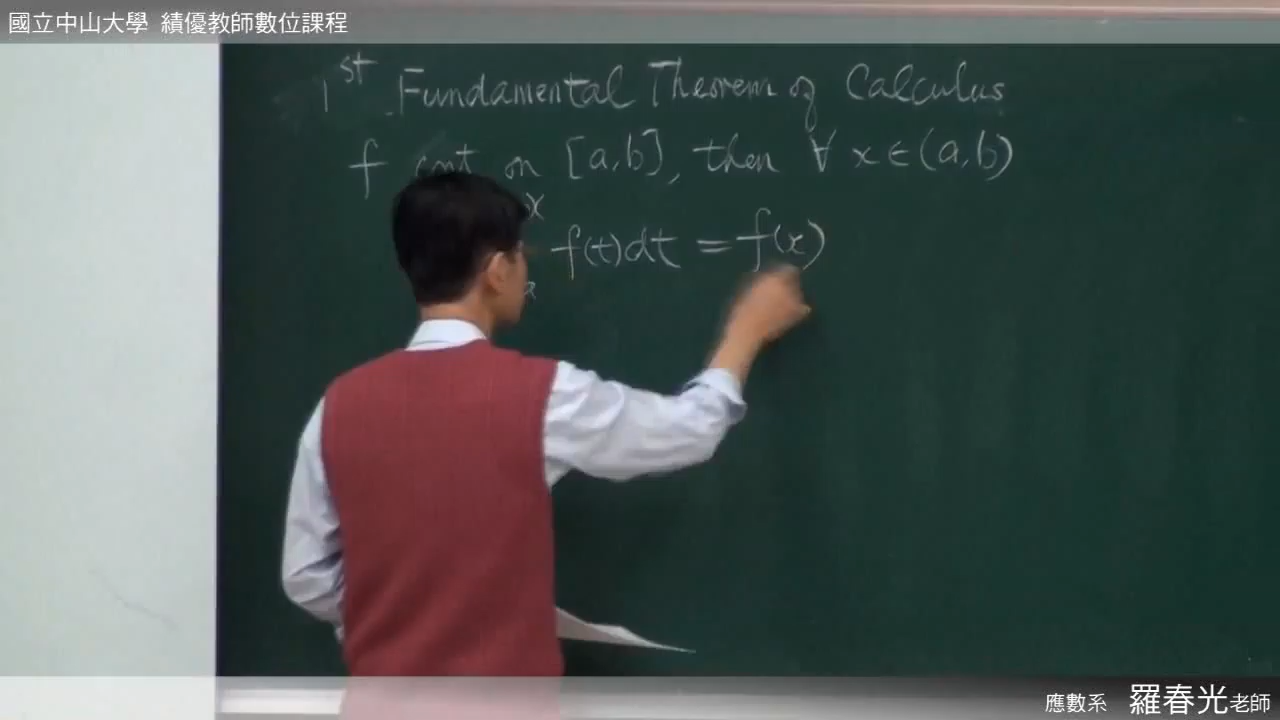 國立中山大學 績優教師數位課程
1st Fundamental Theorem of Calculus
f cont on [a,b], then ∀ x∈(a,b)
x
f(t)dt = f(x)
a
應數系 羅春光老師